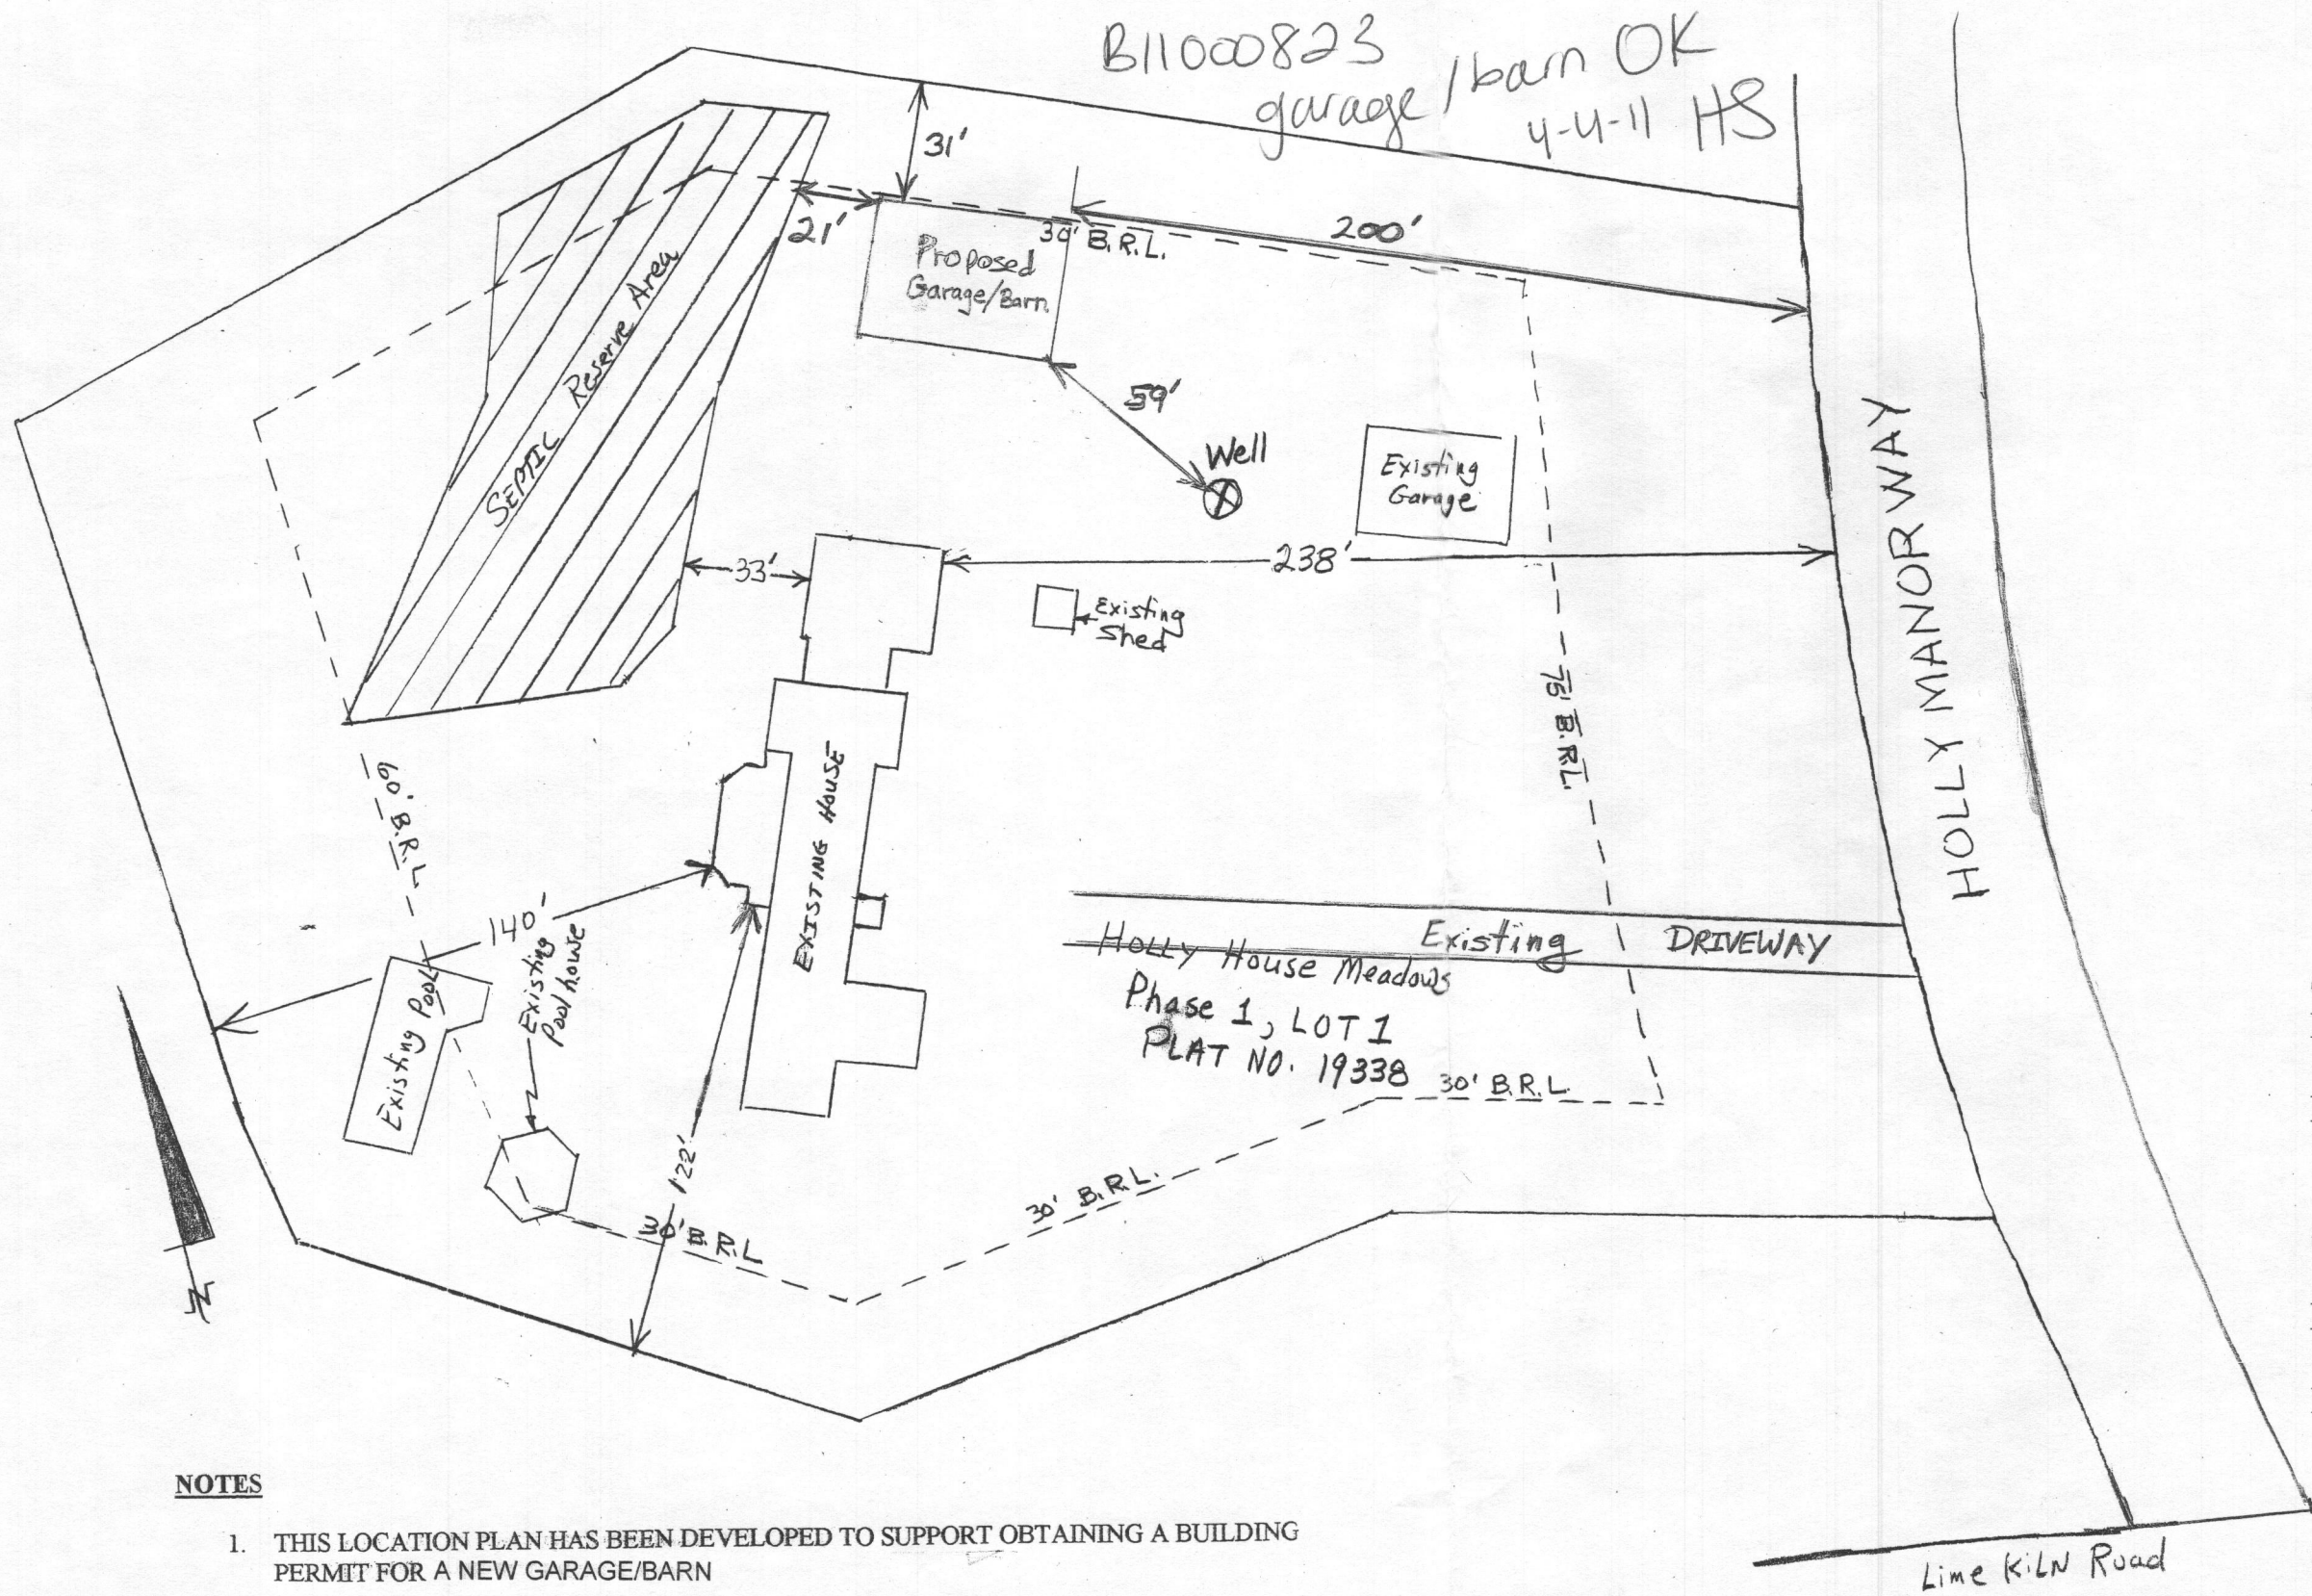 B11000823
garage/barn OK
4-4-11 HS
31'
21'
30' B.R.L.
200'
Proposed
Garage/Barn
SEPTIC Reserve Area
59'
Well
Existing
Garage
33'
238'
Existing
Shed
HOLLY MANOR WAY
75' B.R.L.
60' B.R.L.
EXISTING HOUSE
140'
Existing
Pool house
Existing Pool
Existing DRIVEWAY
HOLLY HOUSE Meadows
Phase 1, LOT 1
PLAT NO. 19338
30' B.R.L.
30' B.R.L.
122'
30' B.R.L
N
NOTES
1. THIS LOCATION PLAN HAS BEEN DEVELOPED TO SUPPORT OBTAINING A BUILDING
PERMIT FOR A NEW GARAGE/BARN
Lime KiLN Road